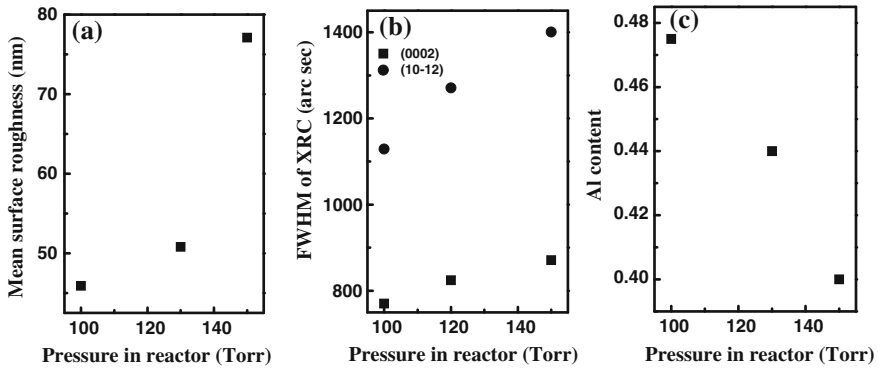 (a)
Mean surface roughness (nm)
80
70
60
50
100
120
140
Pressure in reactor (Torr)
(b)
(0002)
(10-12)
FWHM of XRC (arc sec)
1400
1200
1000
800
100
120
140
Pressure in reactor (Torr)
(c)
Al content
0.48
0.46
0.44
0.42
0.40
100
120
140
Pressure in reactor (Torr)